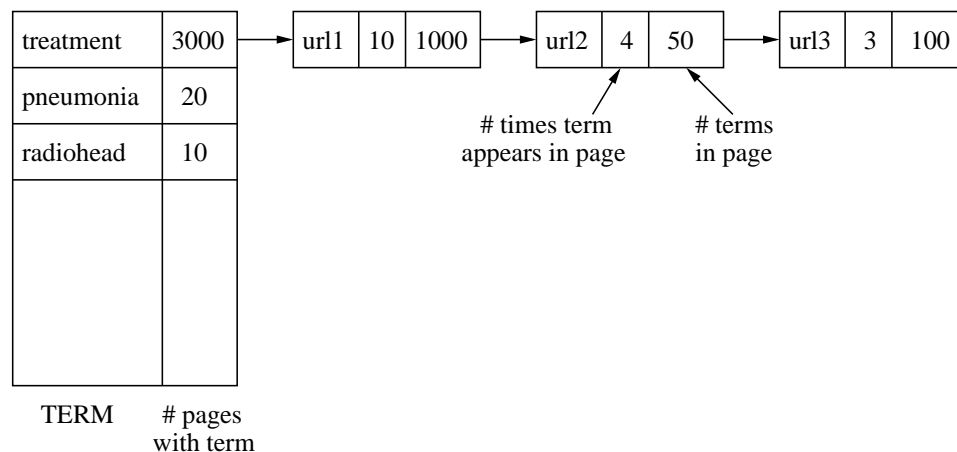 treatment 3000 url1 10 1000 url2 4 50 url3 3 100
pneumonia 20
radiohead 10
# times term
appears in page
# terms
in page
TERM
# pages
with term